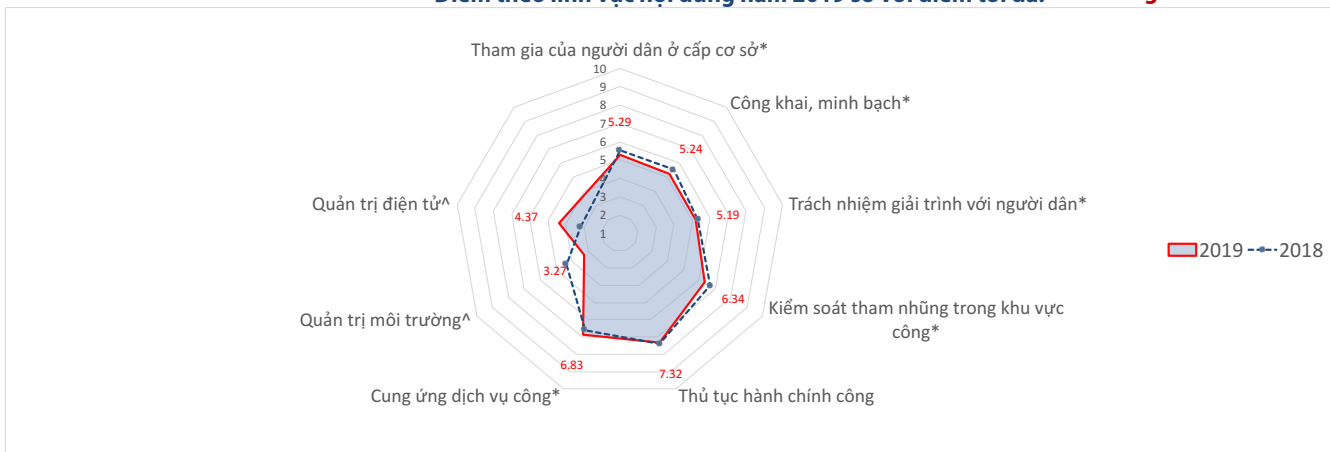 Tham gia của người dân ở cấp cơ sở*
10
9
8
7
6
5
4
3
2
1
5.29
Công khai, minh bạch*
5.24
Trách nhiệm giải trình với người dân*
5.19
Kiểm soát tham nhũng trong khu vực
công*
6.34
Thủ tục hành chính công
7.32
Cung ứng dịch vụ công*
6.83
Quản trị môi trường^
3.27
Quản trị điện tử^
4.37
2019
2018